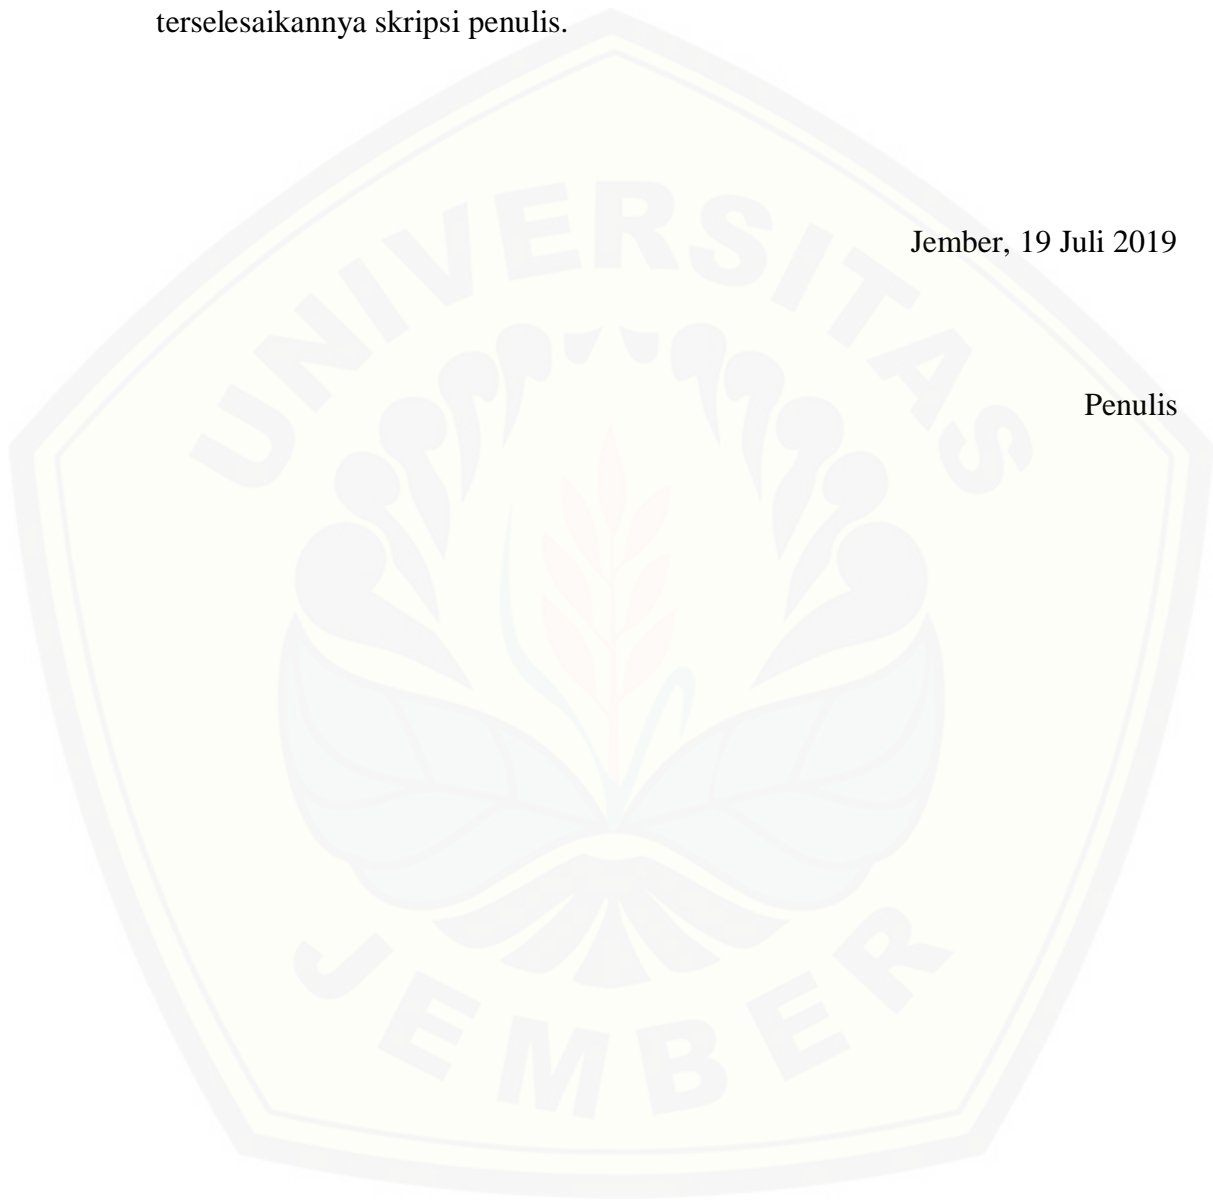 terselesaikannya skripsi penulis.
Jember, 19 Juli 2019
Penulis
UNIVERSITAS
JEMBER